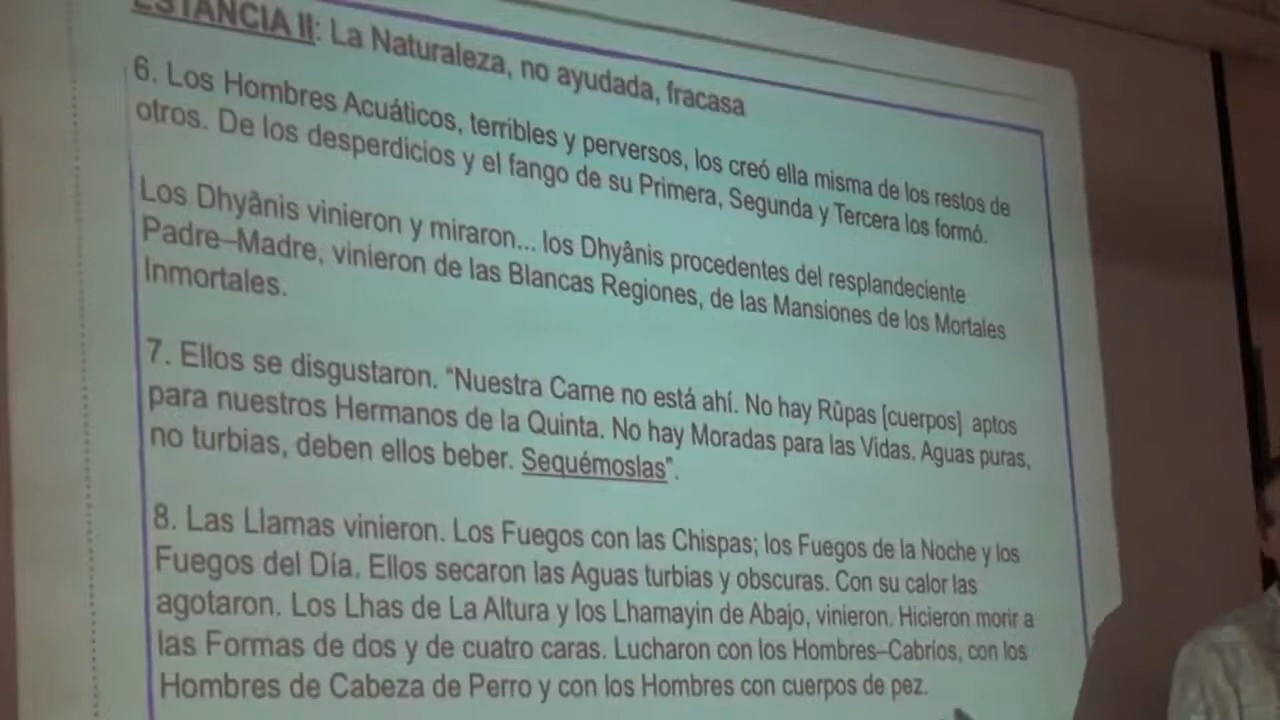 ESTANCIA II: La Naturaleza, no ayudada, fracasa
6. Los Hombres Acuáticos, terribles y perversos, los creó ella misma de los restos de
otros. De los desperdicios y el fango de su Primera, Segunda y Tercera los formó.
Los Dhyânis vinieron y miraron... los Dhyânis procedentes del resplandeciente
Padre–Madre, vinieron de las Blancas Regiones, de las Mansiones de los Mortales
Inmortales.
7. Ellos se disgustaron. “Nuestra Carne no está ahí. No hay Rûpas [cuerpos] aptos
para nuestros Hermanos de la Quinta. No hay Moradas para las Vidas. Aguas puras,
no turbias, deben ellos beber. Sequémoslas”.
8. Las Llamas vinieron. Los Fuegos con las Chispas; los Fuegos de la Noche y los
Fuegos del Día. Ellos secaron las Aguas turbias y obscuras. Con su calor las
agotaron. Los Lhas de La Altura y los Lhamayin de Abajo, vinieron. Hicieron morir a
las Formas de dos y de cuatro caras. Lucharon con los Hombres–Cabríos, con los
Hombres de Cabeza de Perro y con los Hombres con cuerpos de pez.